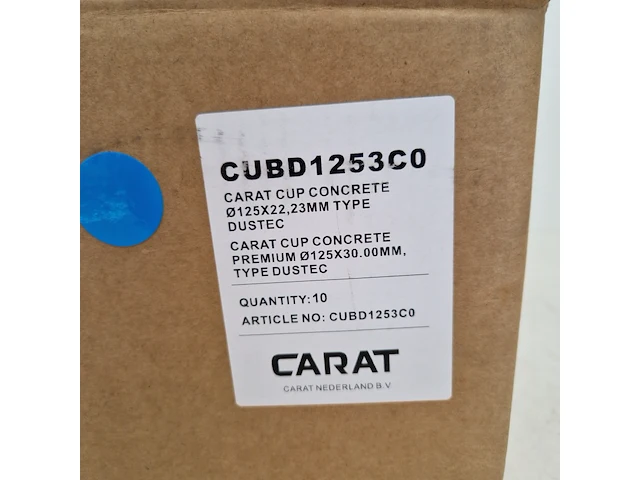 CUBD1253C0
CARAT CUP CONCRETE
Ø125X22,23MM TYPE
DUSTEC
CARAT CUP CONCRETE
PREMIUM Ø125X30.00MM,
TYPE DUSTEC
QUANTITY:10
ARTICLE NO: CUBD1253C0
CARAT
CARAT NEDERLAND B.V.